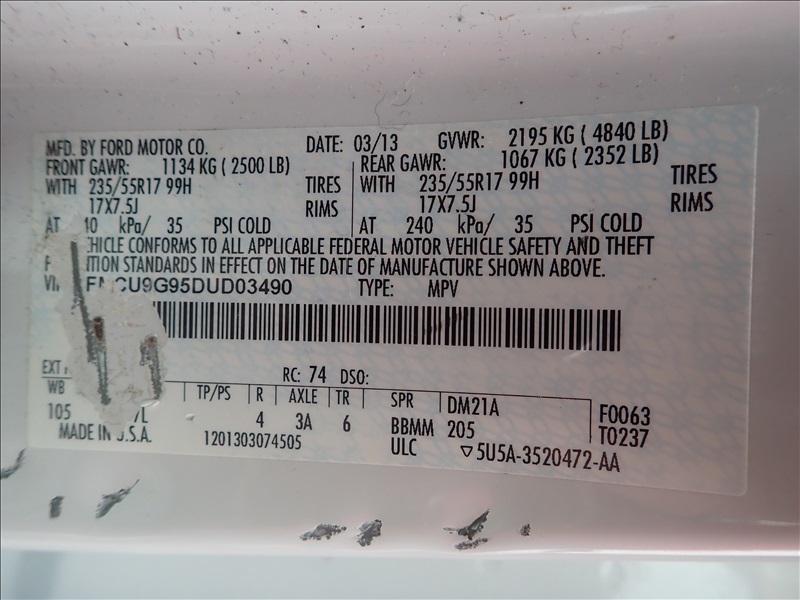 MFD. BY FORD MOTOR CO. DATE: 03/13 GVWR: 2195 KG ( 4840 LB)
FRONT GAWR: 1134 KG ( 2500 LB) REAR GAWR: 1067 KG ( 2352 LB)
WITH 235/55R17 99H TIRES WITH 235/55R17 99H TIRES
17X7.5J RIMS 17X7.5J RIMS
AT kPa/ 35 PSI COLD AT 240 kPa/ 35 PSI COLD
CONFORMS TO ALL APPLICABLE FEDERAL MOTOR VEHICLE SAFETY AND THEFT
STANDARDS IN EFFECT ON THE DATE OF MANUFACTURE SHOWN ABOVE.
CU9G95DUD03490 TYPE: MPV
EXT RC: 74 DSO:
WB TP/PS R AXLE TR SPR DM21A F0063
105 4 3A 6 BBMM 205 T0237
MADE IN U.S.A. 1201303074505 ULC ▽5U5A-3520472-AA